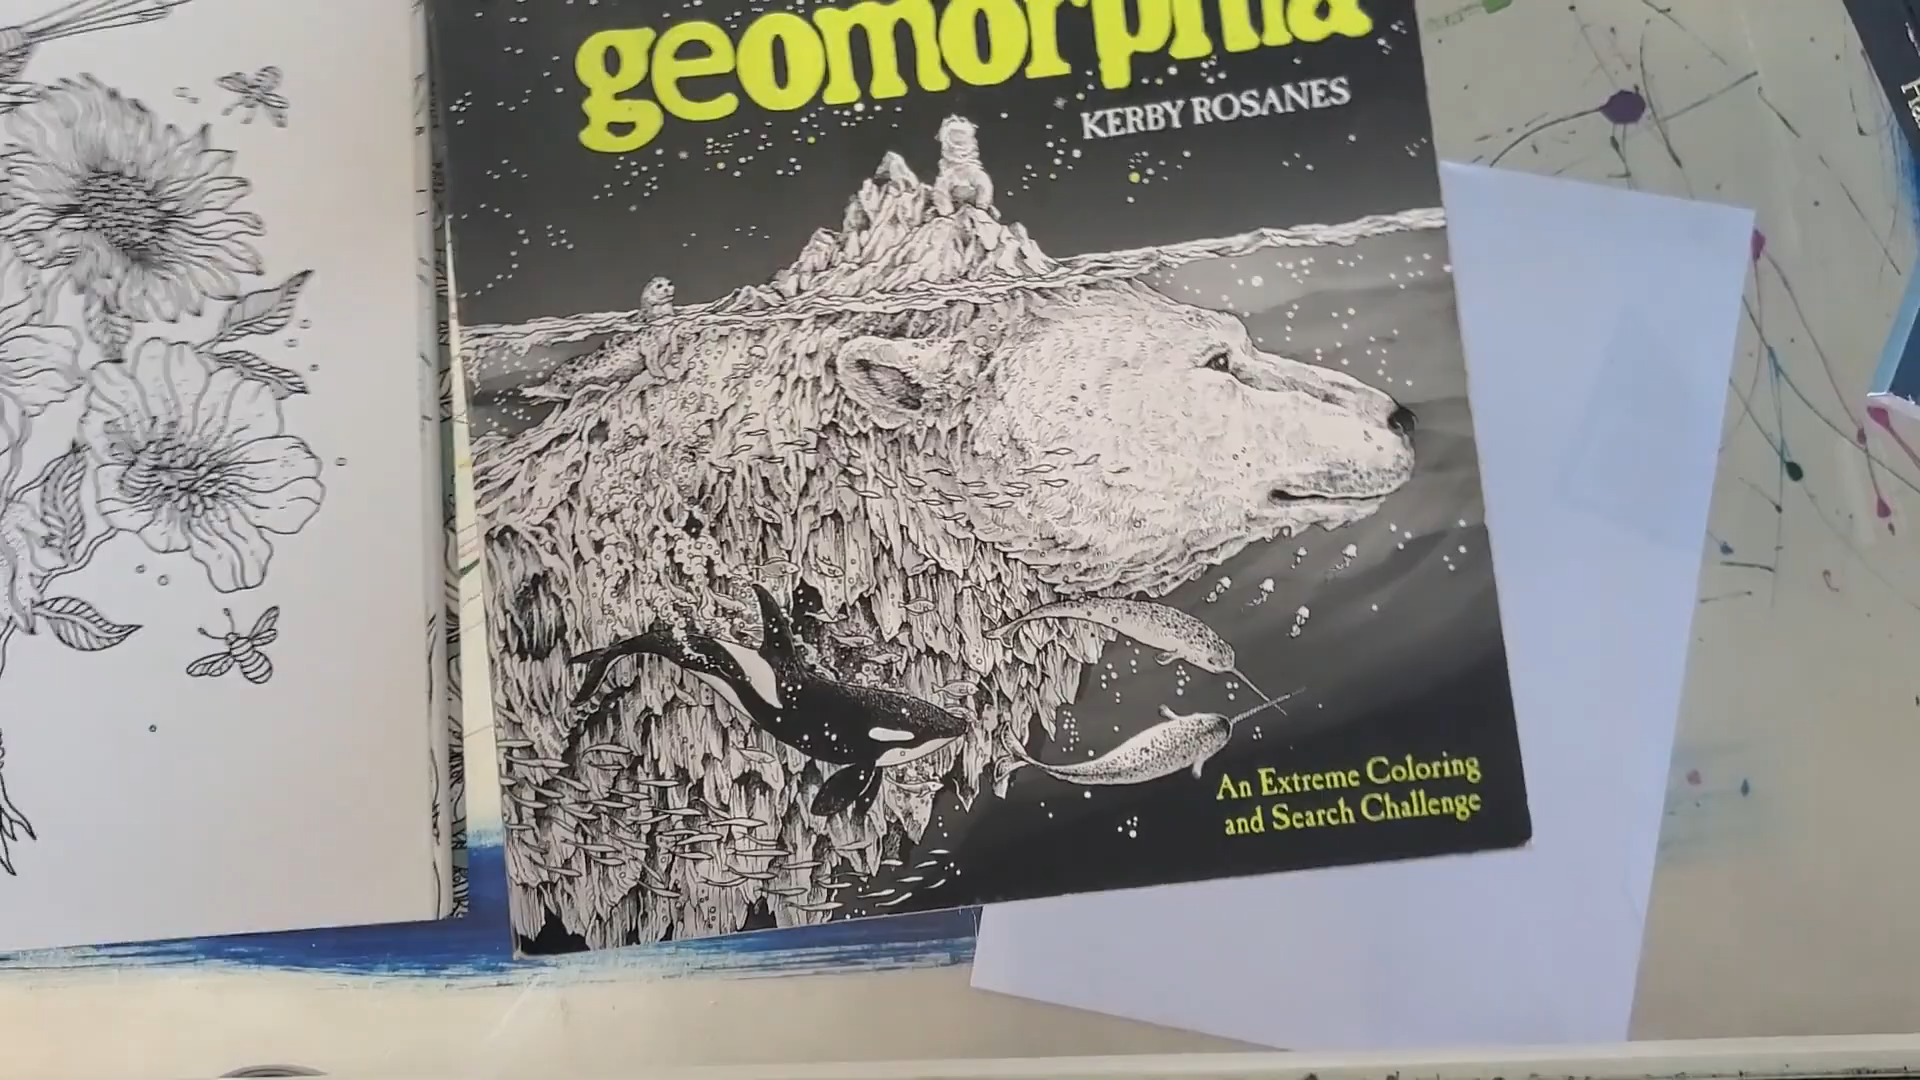 geomorphia
KERBY ROSANES
An Extreme Coloring
and Search Challenge